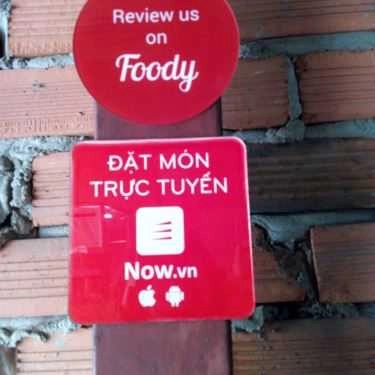 Review us
on
Foody
ĐẶT MÓN
TRỰC TUYẾN
Now.vn